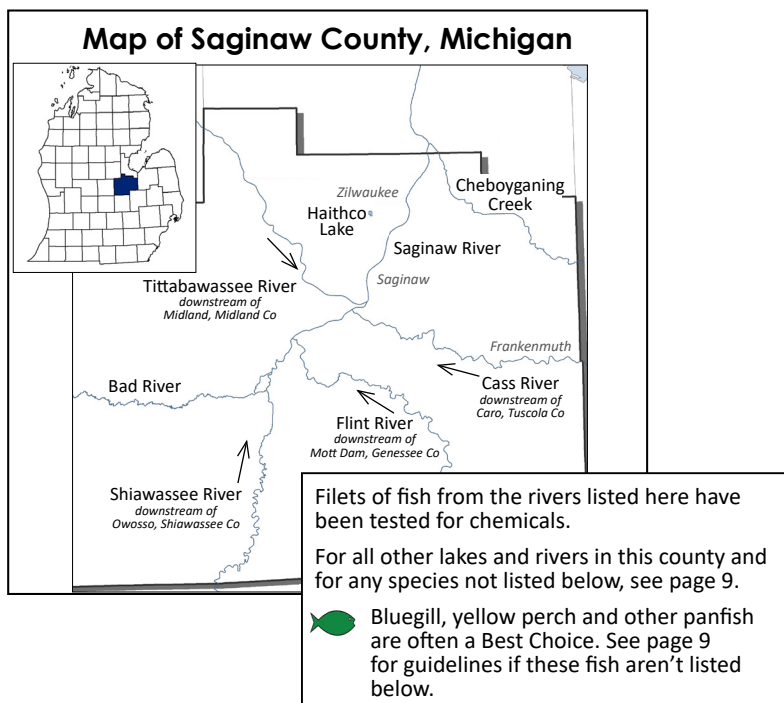 Map of Saginaw County, Michigan
Zilwaukee
Cheboyganing
Creek
Haithco
Lake
Saginaw River
Saginaw
Tittabawassee River
downstream of
Midland, Midland Co
Frankenmuth
Bad River
Cass River
downstream of
Caro, Tuscola Co
Flint River
downstream of
Mott Dam, Genessee Co
Shiawassee River
downstream of
Owosso, Shiawassee Co
Filets of fish from the rivers listed here have
been tested for chemicals.
For all other lakes and rivers in this county and
for any species not listed below, see page 9.
Bluegill, yellow perch and other panfish
are often a Best Choice. See page 9
for guidelines if these fish aren't listed
below.